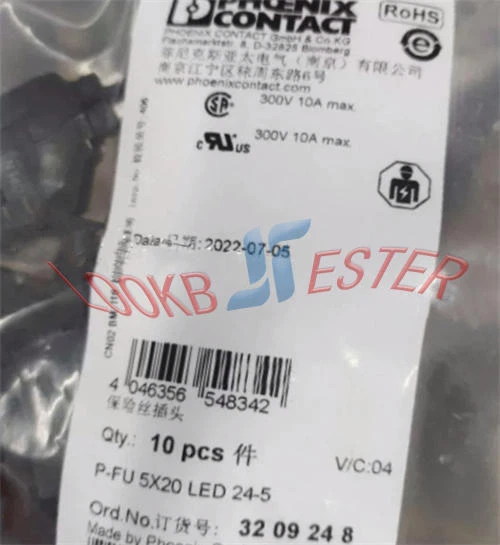 PHOENIX
CONTACT
RoHS
PHOENIX CONTACT GmbH & Co.KG
Flachsmarktstr. 8, D-32825 Blomberg
菲尼克斯亚太电气(南京)有限公司
南京江宁区秣周东路6号
www.phoenixcontact.com
e
SA
300V 10A max.
c US
300V 10A max.
Date 日期: 2022-07-05
LOOKB ESTER
4 046356 548342
保险丝插头
Qty.: 10 pcs 件
V/C:04
P-FU 5X20 LED 24-5
Ord.No.订货号: 32 09 24 8
Made by